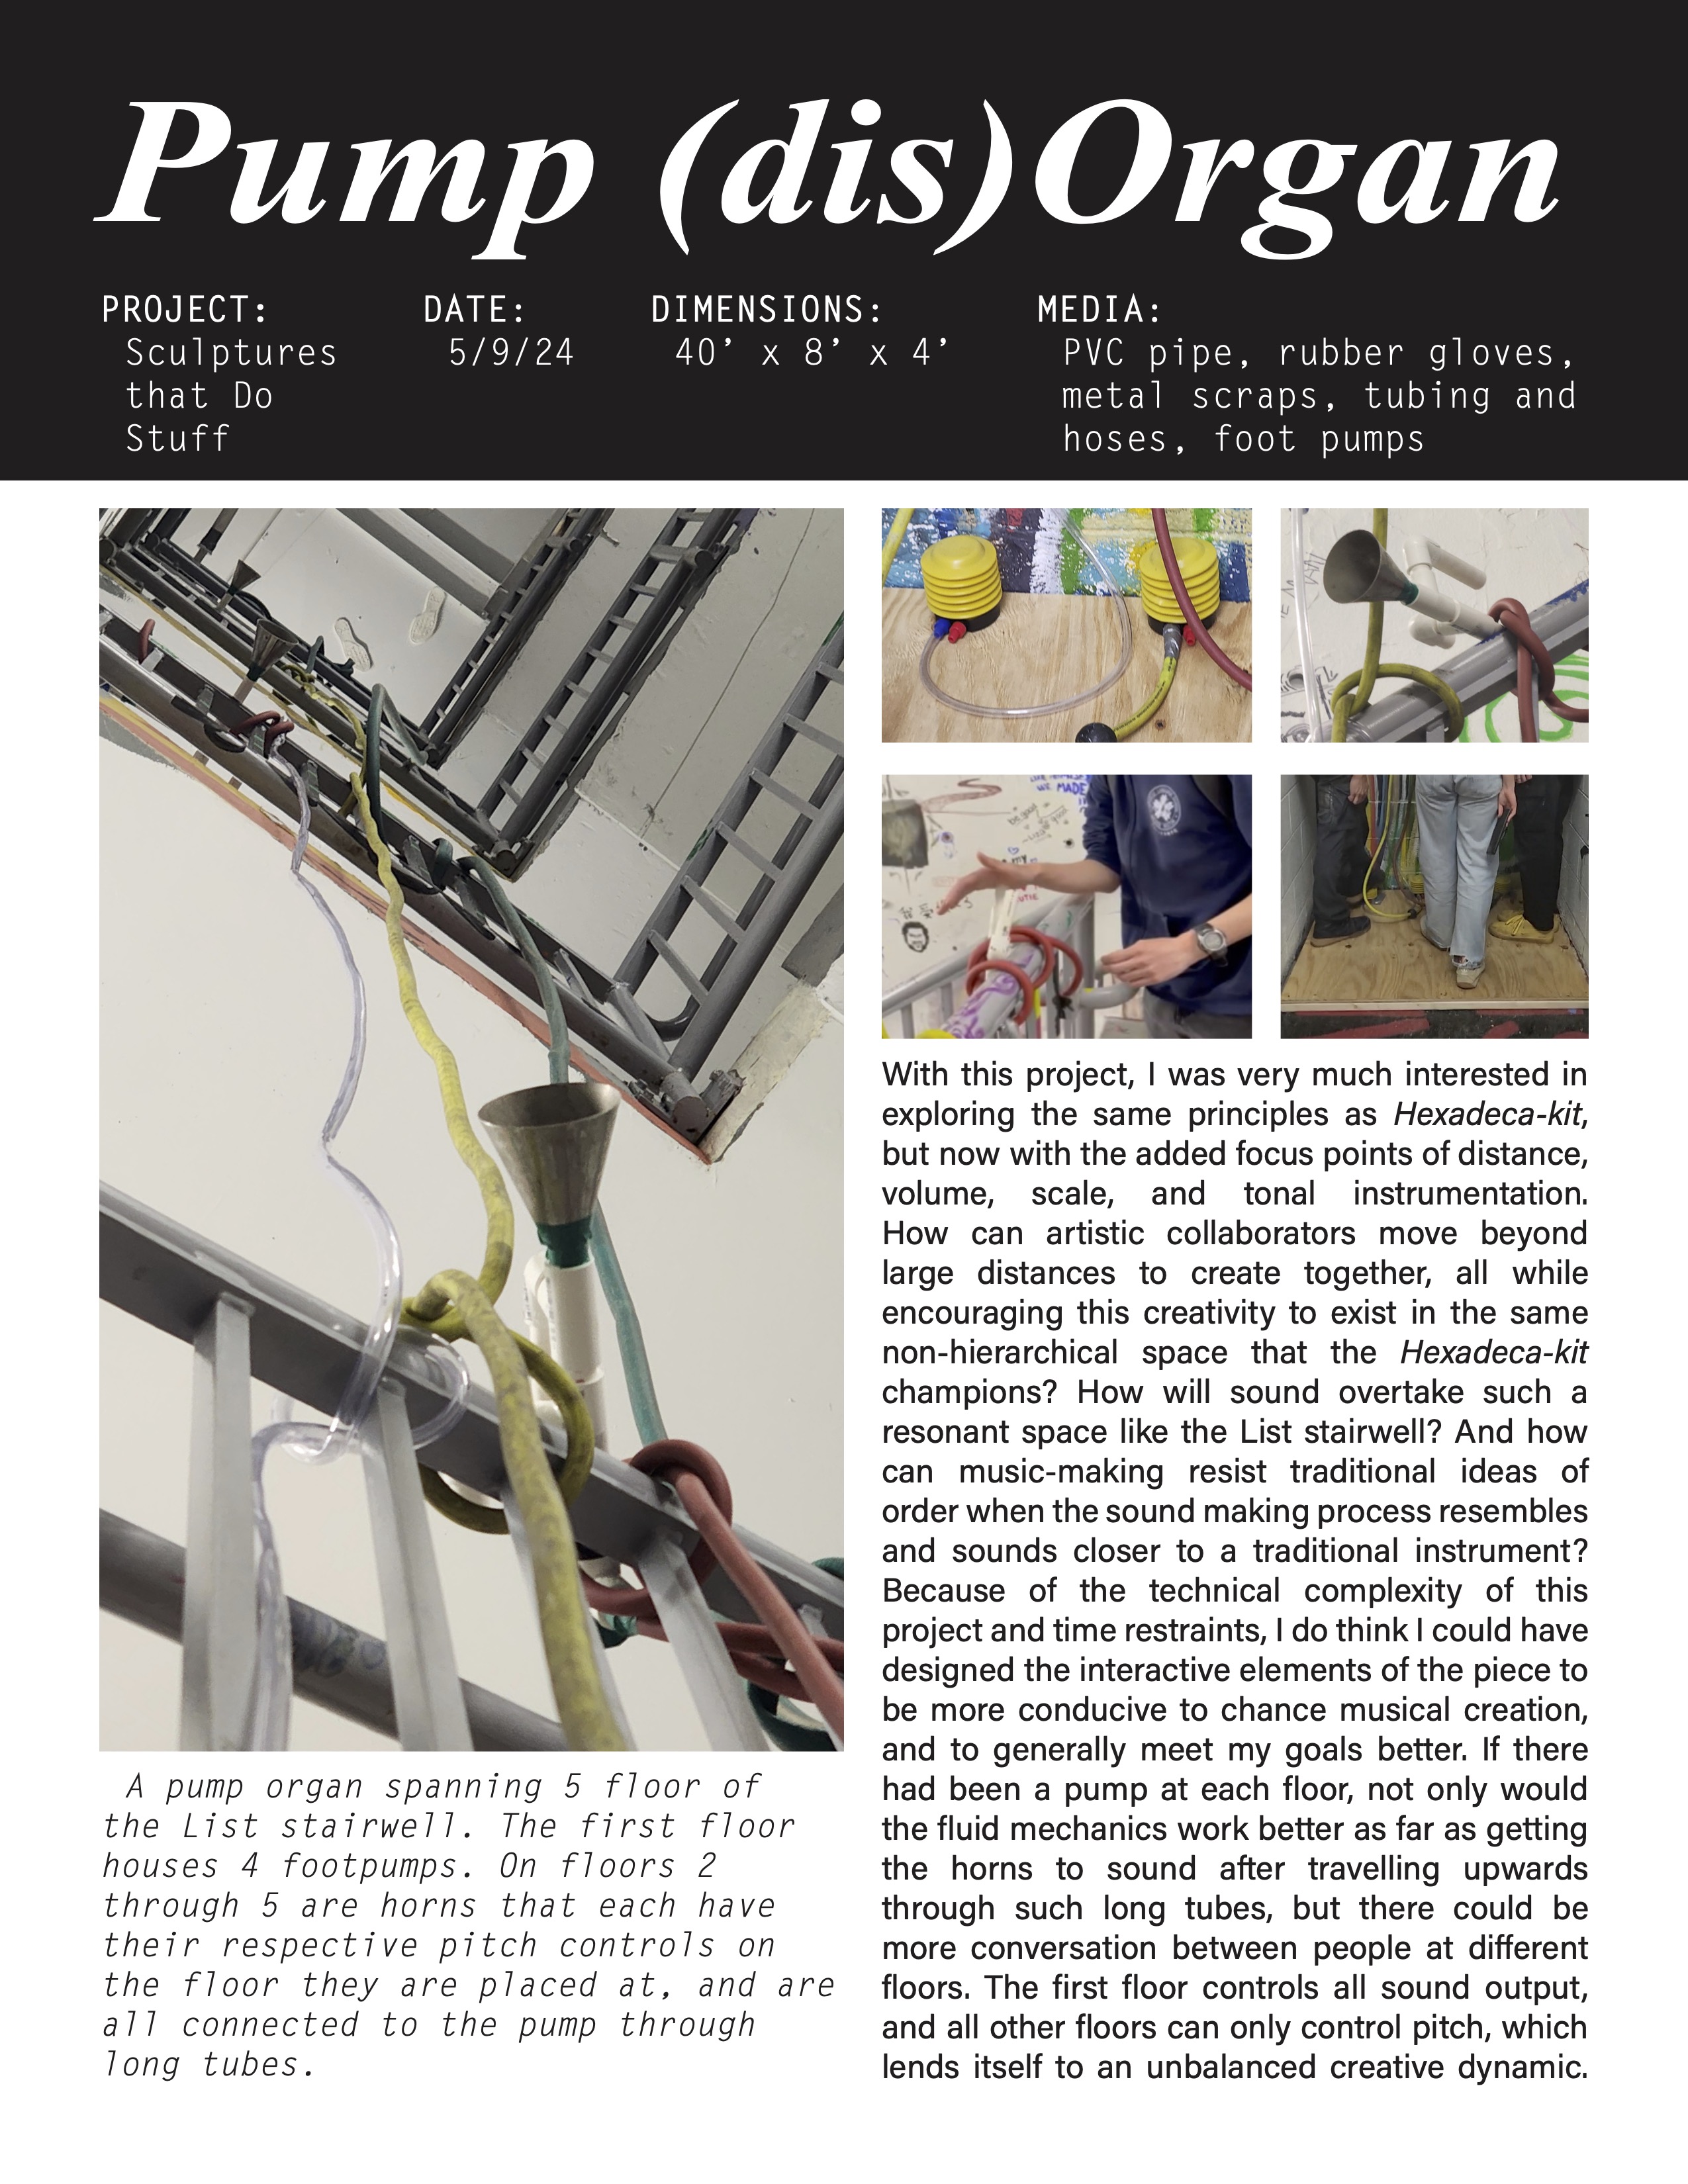 Pump (dis)Organ
PROJECT:
Sculptures
that Do
Stuff
DATE:
5/9/24
DIMENSIONS:
40’ x 8’ x 4’
MEDIA:
PVC pipe, rubber gloves,
metal scraps, tubing and
hoses, foot pumps
WE MADE
A pump organ spanning 5 floor of
the List stairwell. The first floor
houses 4 footpumps. On floors 2
through 5 are horns that each have
their respective pitch controls on
the floor they are placed at, and are
all connected to the pump through
long tubes.
With this project, I was very much interested in
exploring the same principles as Hexadeca-kit,
but now with the added focus points of distance,
volume, scale, and tonal instrumentation.
How can artistic collaborators move beyond
large distances to create together, all while
encouraging this creativity to exist in the same
non-hierarchical space that the Hexadeca-kit
champions? How will sound overtake such a
resonant space like the List stairwell? And how
can music-making resist traditional ideas of
order when the sound making process resembles
and sounds closer to a traditional instrument?
Because of the technical complexity of this
project and time restraints, I do think I could have
designed the interactive elements of the piece to
be more conducive to chance musical creation,
and to generally meet my goals better. If there
had been a pump at each floor, not only would
the fluid mechanics work better as far as getting
the horns to sound after travelling upwards
through such long tubes, but there could be
more conversation between people at different
floors. The first floor controls all sound output,
and all other floors can only control pitch, which
lends itself to an unbalanced creative dynamic.